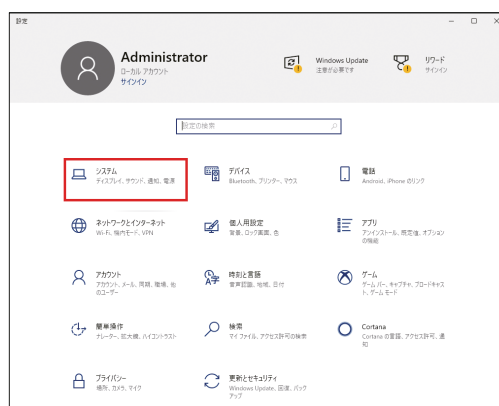 設定
Administrator
ローカル アカウント
サインイン
Windows Update
注意が必要です
リワード
サインイン
設定の検索
システム
ディスプレイ、サウンド、通知、電源
デバイス
Bluetooth、プリンター、マウス
電話
Android, iPhone のリンク
ネットワークとインターネット
Wi-Fi、機内モード、VPN
個人用設定
背景、ロック画面、色
アプリ
アンインストール、既定値、オプション
の機能
アカウント
アカウント、メール、同期、職場、他
のユーザー
時刻と言語
音声認識、地域、日付
ゲーム
ゲーム バー、キャプチャ、ブロードキャス
ト、ゲーム モード
簡単操作
ナレーター、拡大鏡、ハイコントラスト
検索
マイ ファイル、アクセス許可の検索
Cortana
Cortana の言語、アクセス許可、通
知
プライバシー
場所、カメラ、マイク
更新とセキュリティ
Windows Update、回復、バック
アップ